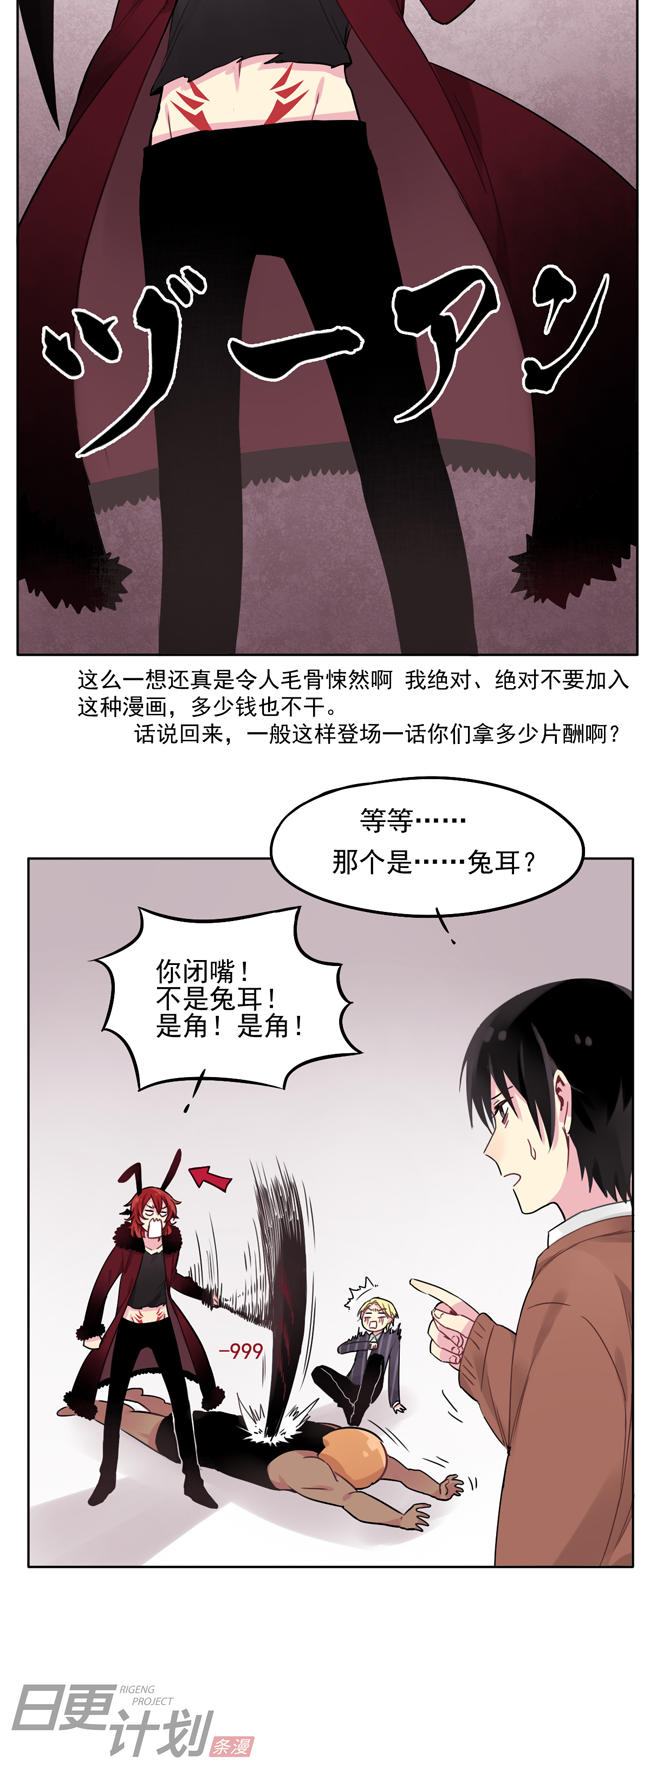 ヅーアン
这么一想还真是令人毛骨悚然啊 我绝对、绝对不要加入
这种漫画，多少钱也不干。
话说回来，一般这样登场一话你们拿多少片酬啊？
等等……
那个是……兔耳？
你闭嘴！
不是兔耳！
是角！是角！
-999
日更计划
RIGENG
PROJECT
条漫